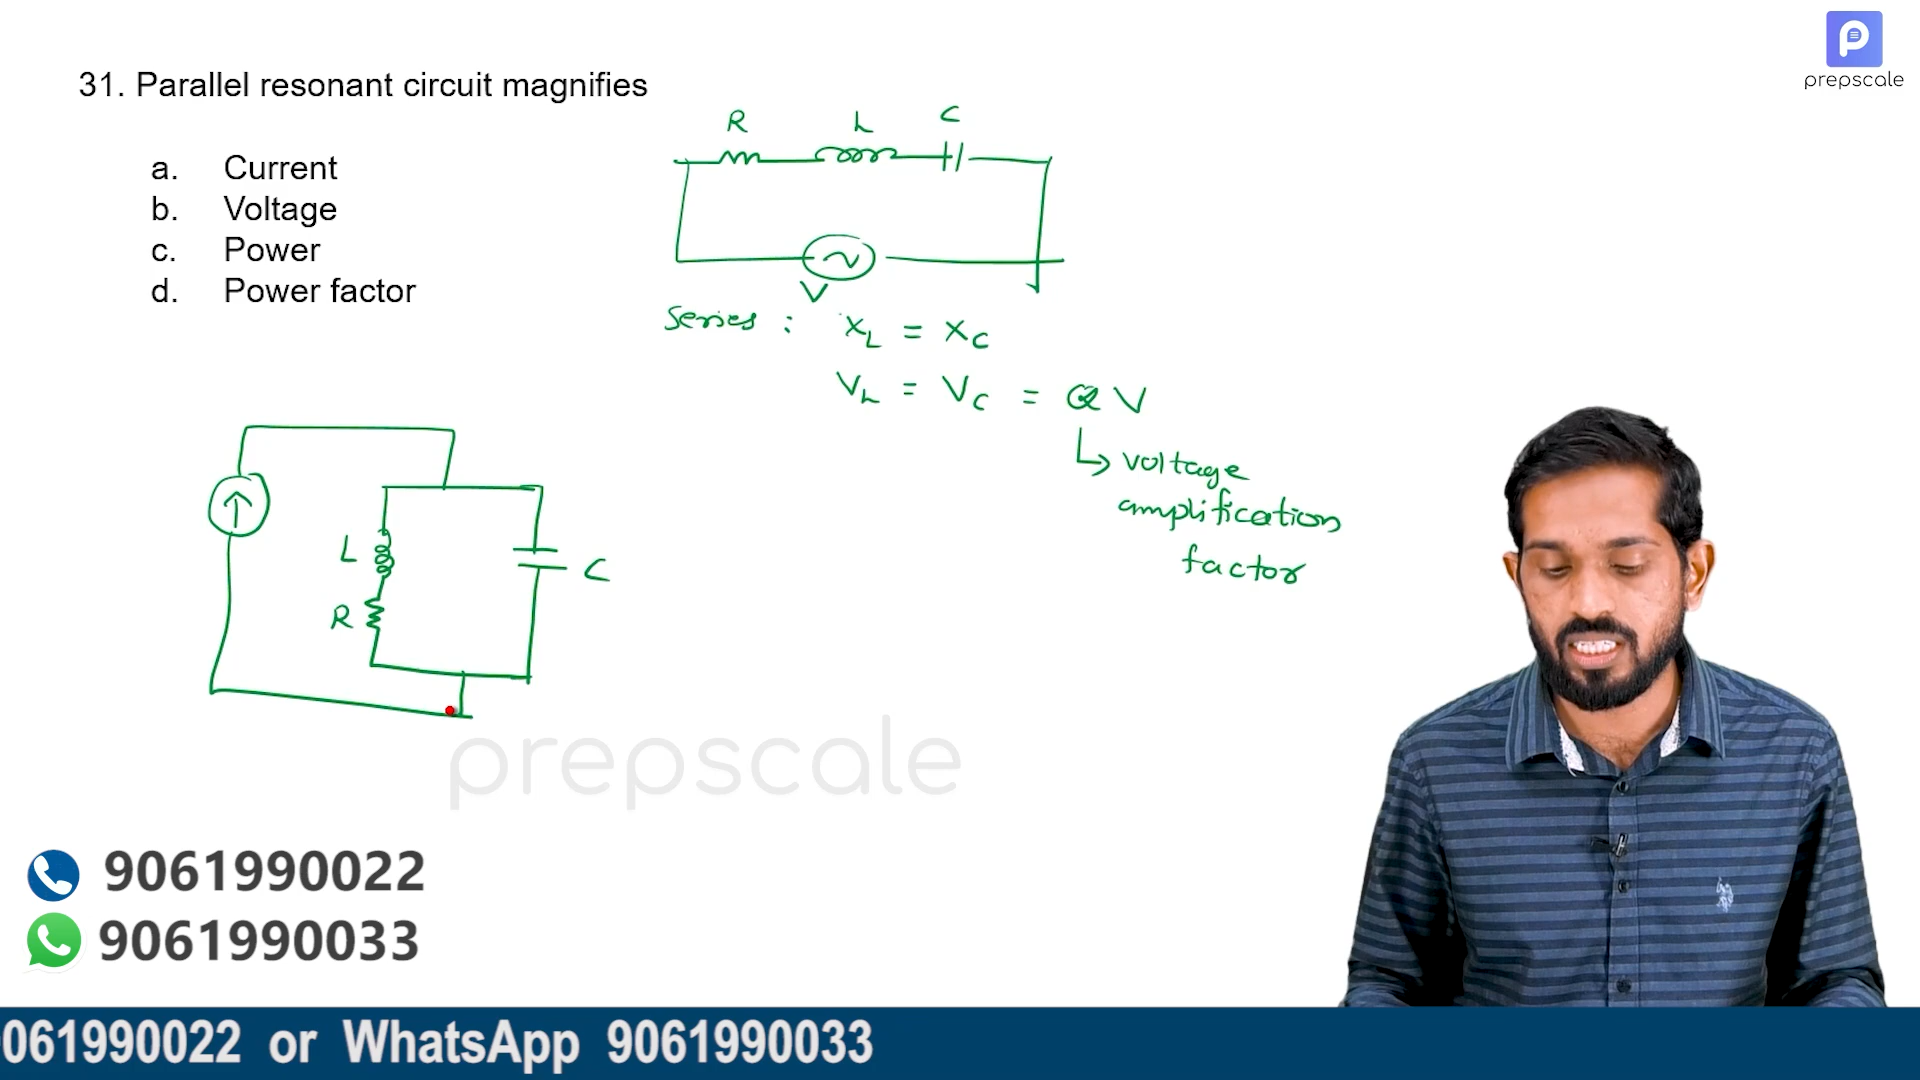 prepscale
31. Parallel resonant circuit magnifies
a. Current
b. Voltage
c. Power
d. Power factor
R L C
V
Series : XL = XC
VL = VC = Q V
↳ voltage
amplification
factor
L
R
C
prepscale
9061990022
9061990033
061990022 or WhatsApp 9061990033